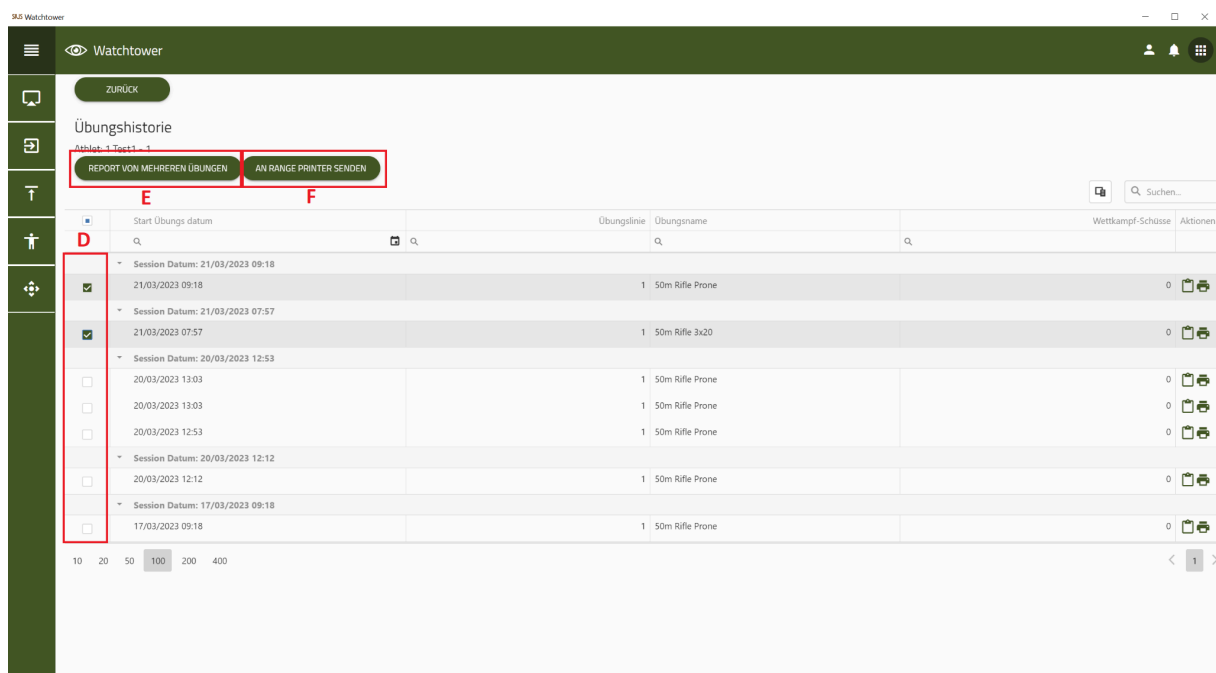 SIUS Watchtower
Watchtower
ZURÜCK
Übungshistorie
Athlet: 1 Test1 - 1
REPORT VON MEHREREN ÜBUNGEN AN RANGE PRINTER SENDEN
E F
Suchen...
Start Übungs datum Übungslinie Übungsname Wettkampf-Schüsse Aktionen
D
Session Datum: 21/03/2023 09:18
21/03/2023 09:18 1 50m Rifle Prone 0
Session Datum: 21/03/2023 07:57
21/03/2023 07:57 1 50m Rifle 3x20 0
Session Datum: 20/03/2023 12:53
20/03/2023 13:03 1 50m Rifle Prone 0
20/03/2023 13:03 1 50m Rifle Prone 0
20/03/2023 12:53 1 50m Rifle Prone 0
Session Datum: 20/03/2023 12:12
20/03/2023 12:12 1 50m Rifle Prone 0
Session Datum: 17/03/2023 09:18
17/03/2023 09:18 1 50m Rifle Prone 0
10 20 50 100 200 400 1